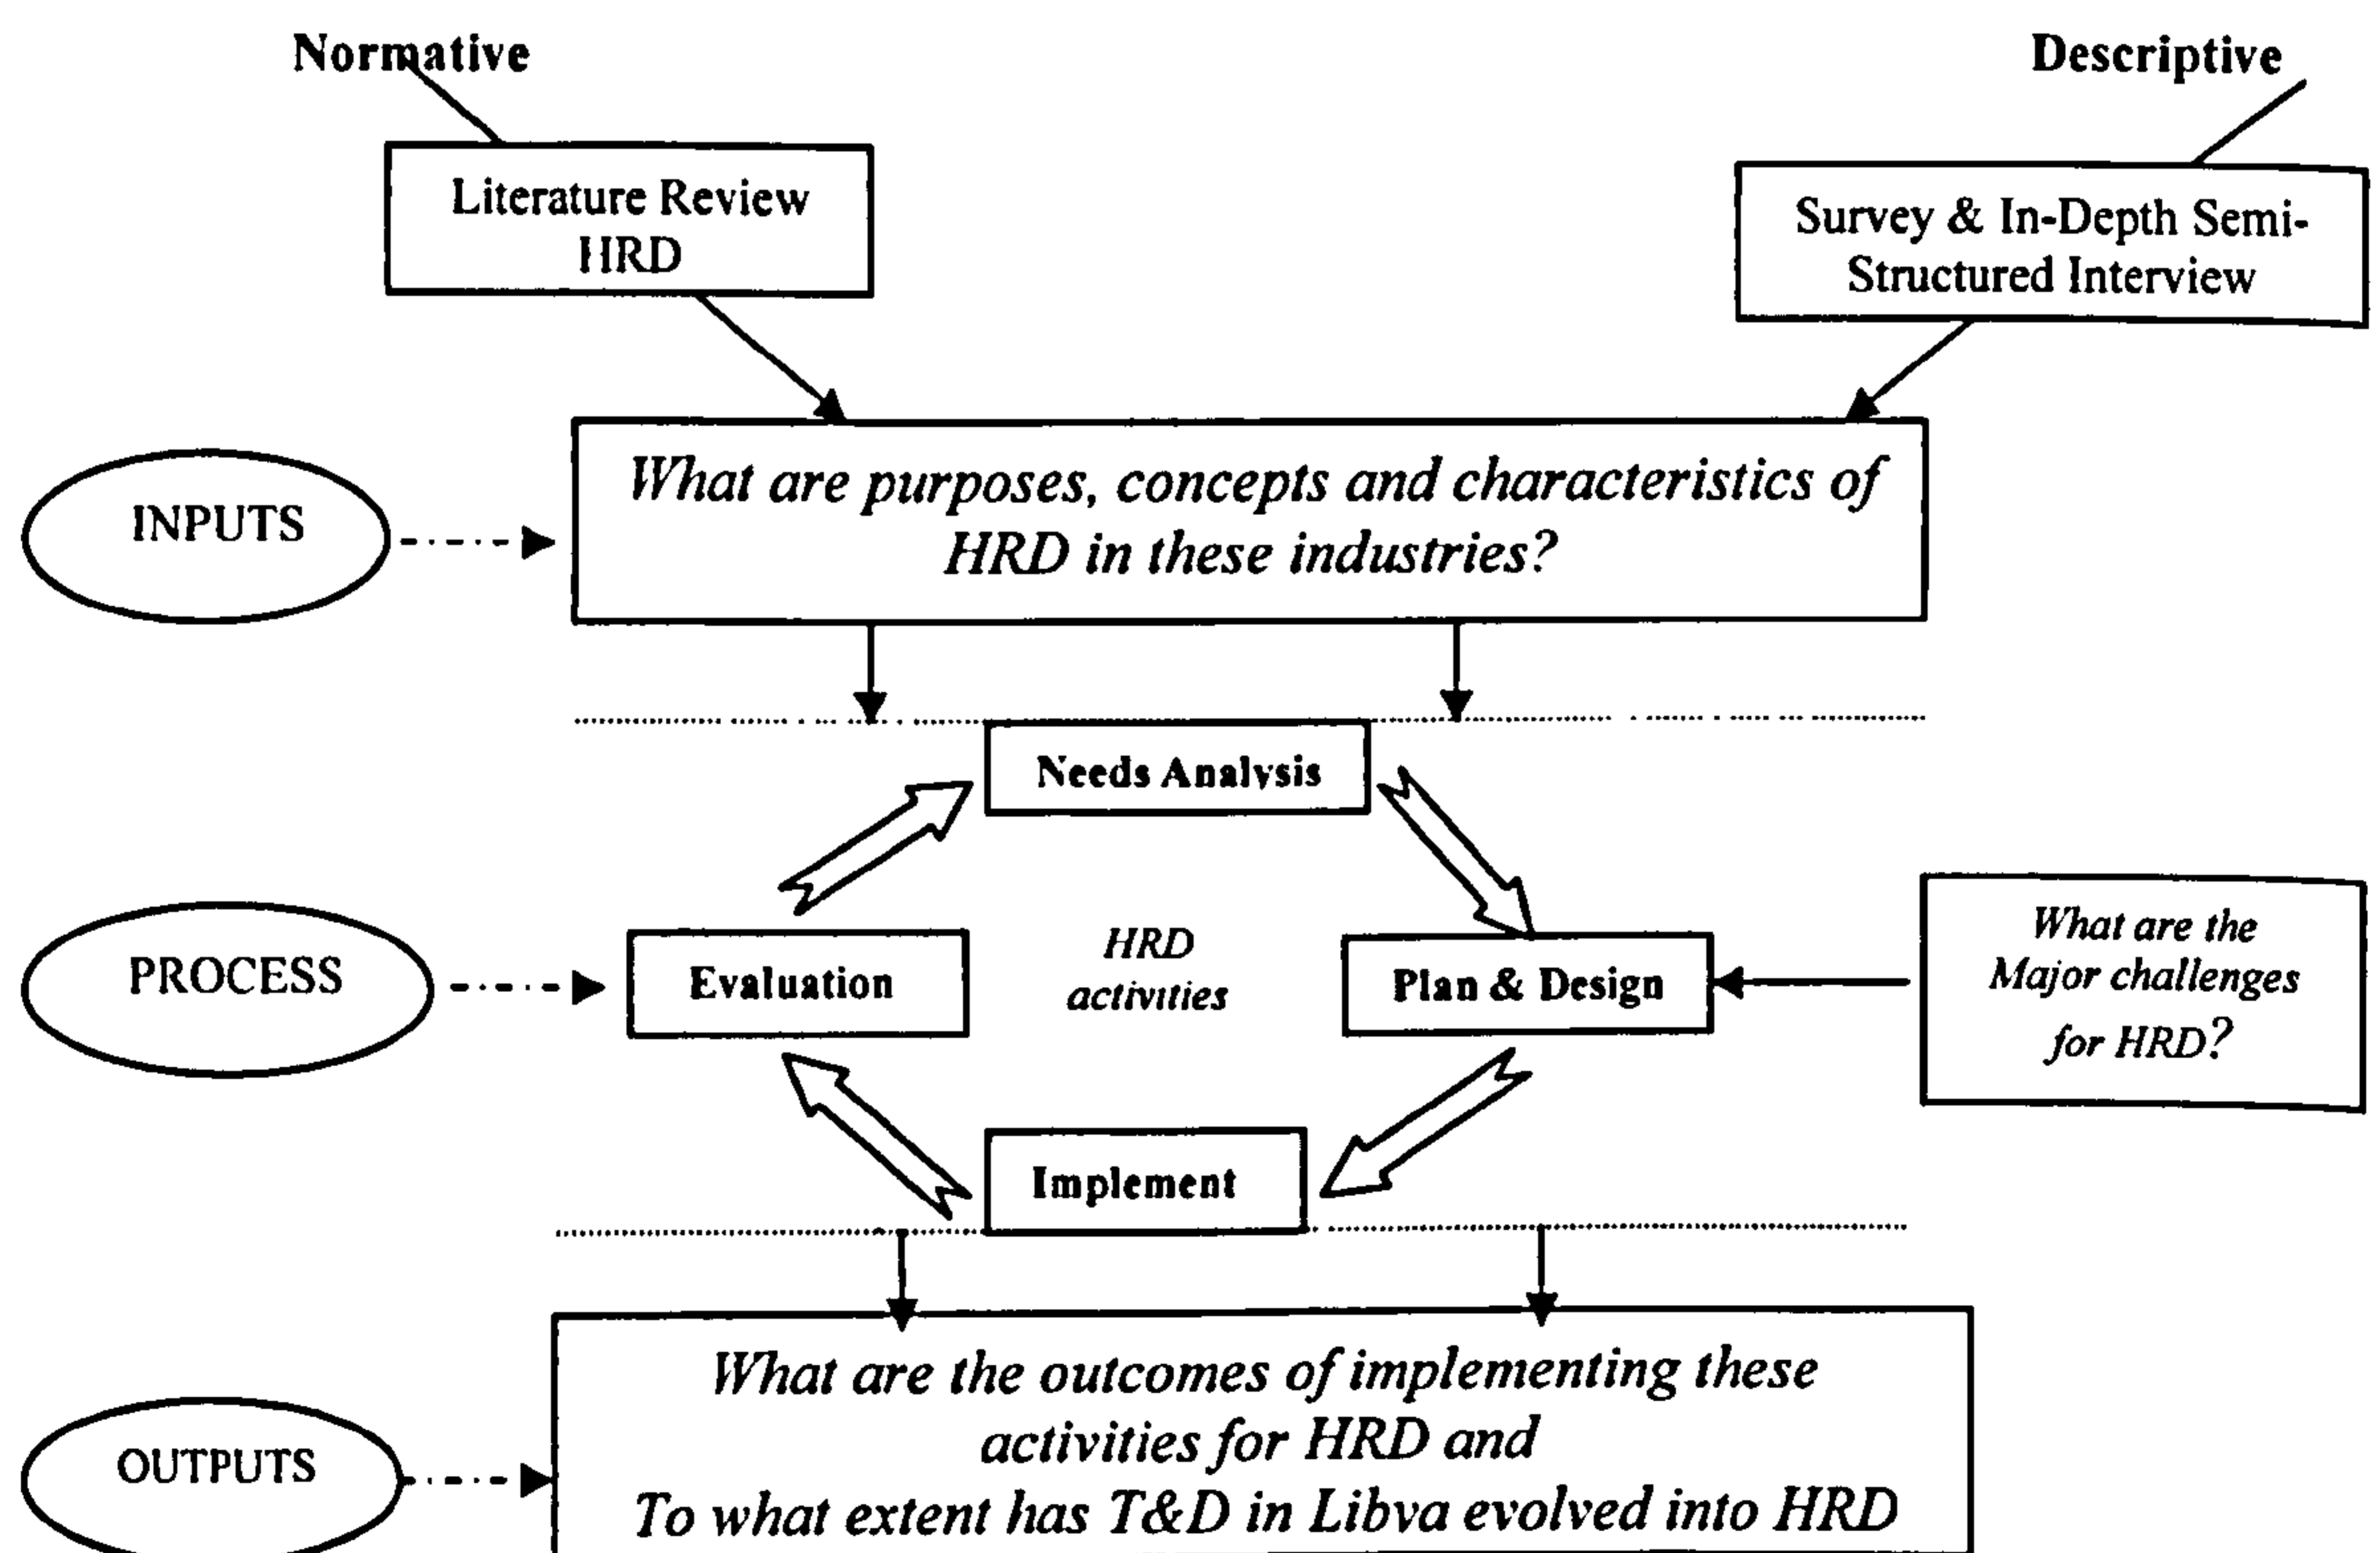 Normative
Descriptive
Literature Review
HRD
Survey & In-Depth Semi-
Structured Interview
INPUTS
What are purposes, concepts and characteristics of
HRD in these industries?
Needs Analysis
PROCESS
Evaluation
HRD
activities
Plan & Design
What are the
Major challenges
for HRD?
Implement
OUTPUTS
What are the outcomes of implementing these
activities for HRD and
To what extent has T&D in Libya evolved into HRD